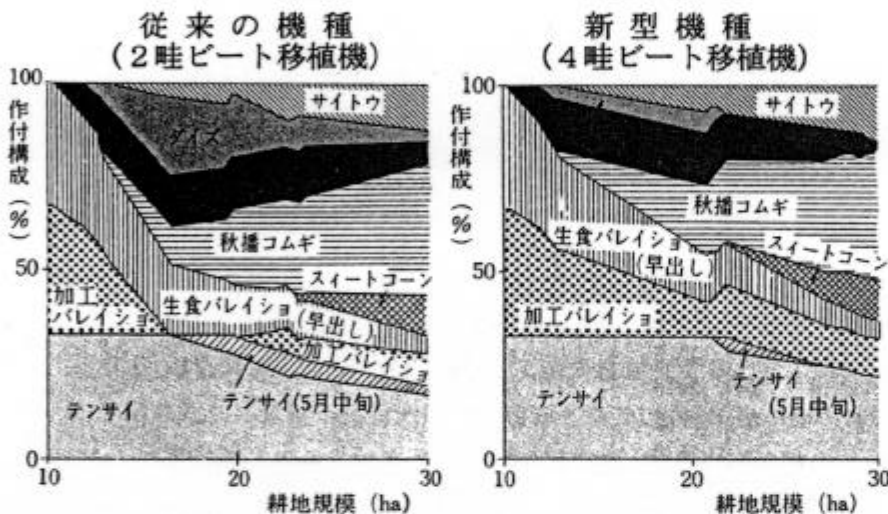 従来の機種
(2畦ビート移植機)
100
50
0
作付構成(%)
サイトウ
ダイズ
秋播コムギ
スィートコーン
生食バレイショ
(早出し)
加工
バレイショ
加工バレイショ
テンサイ
テンサイ(5月中旬)
10
20
30
耕地規模(ha)
新型機種
(4畦ビート移植機)
100
50
0
作付構成(%)
サイトウ
秋播コムギ
スィートコーン
生食バレイショ
(早出し)
加工バレイショ
テンサイ
テンサイ
(5月中旬)
10
20
30
耕地規模(ha)